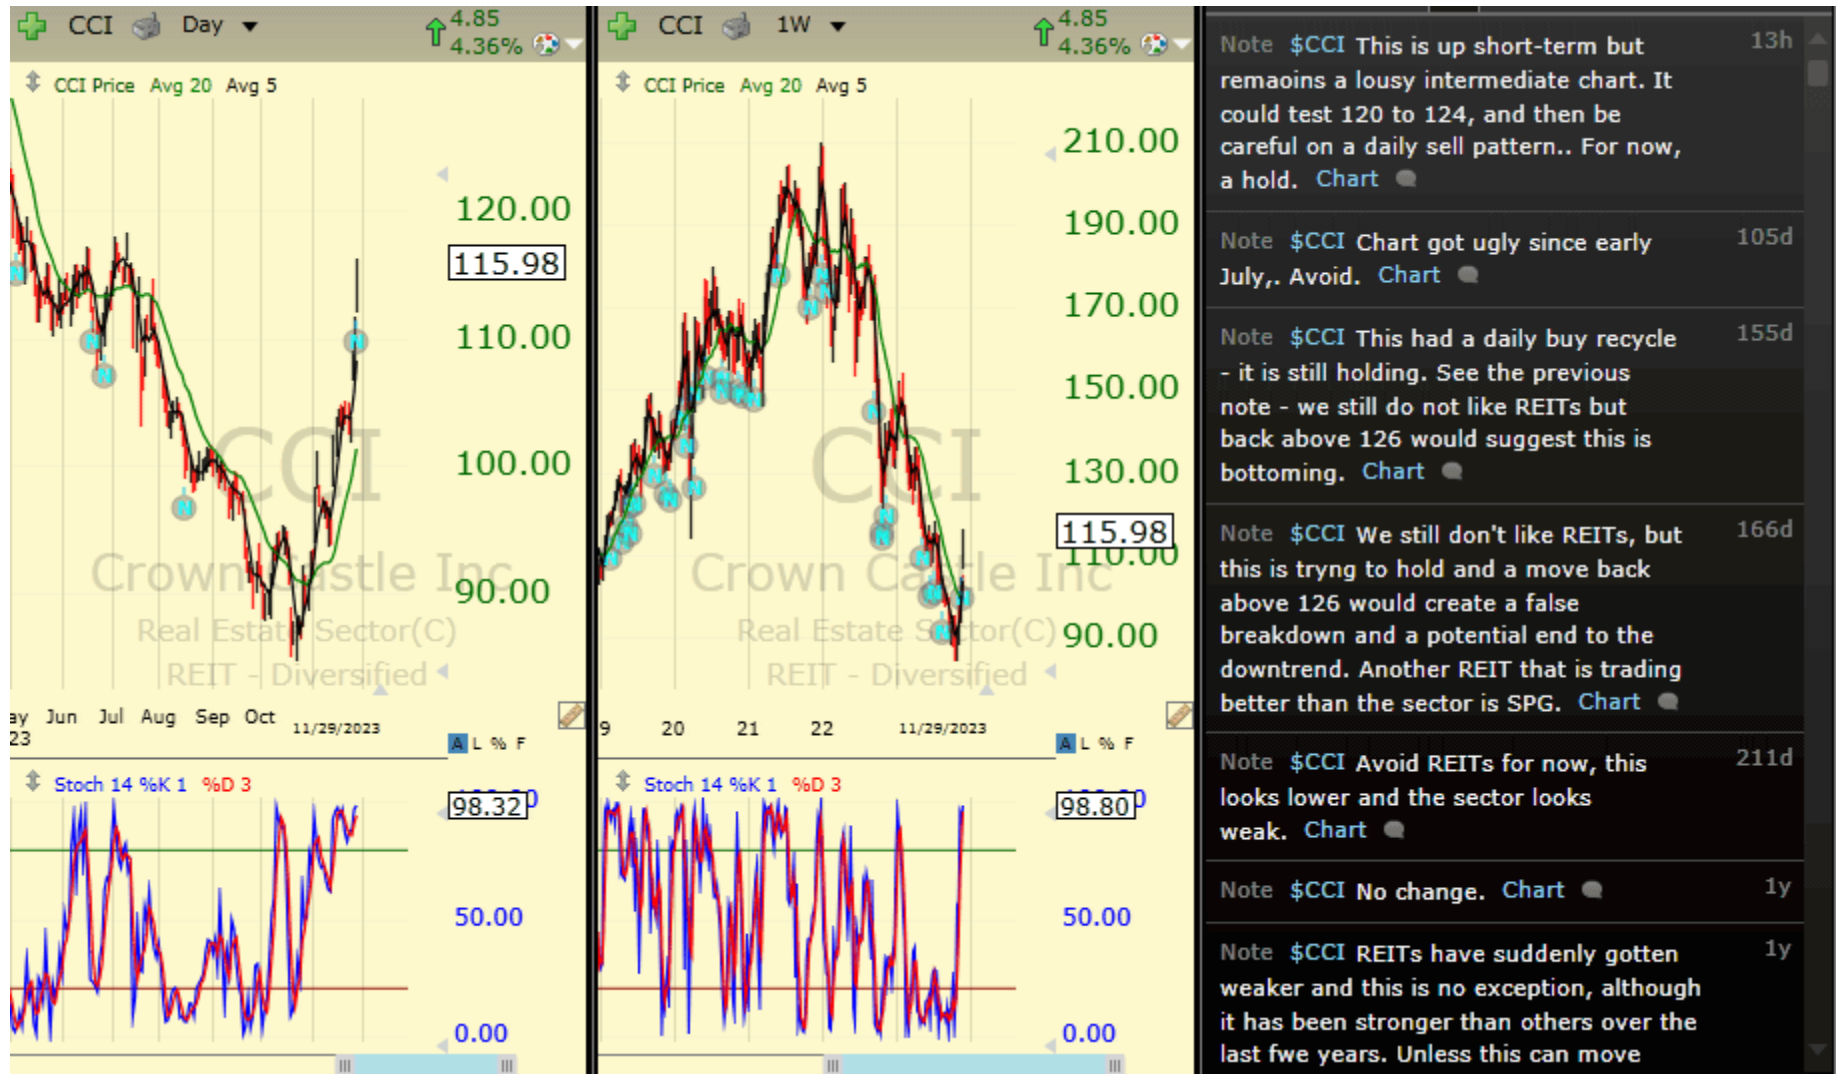 CCI Day
4.85
4.36%
CCI Price Avg 20 Avg 5
120.00
115.98
110.00
100.00
90.00
CCI
Crown Castle Inc
Real Estate Sector(C)
REIT - Diversified
ay Jun Jul Aug Sep Oct 11/29/2023
23
A L % F
Stoch 14 %K 1 %D 3
98.32
50.00
0.00
CCI 1W
4.85
4.36%
CCI Price Avg 20 Avg 5
210.00
190.00
170.00
150.00
130.00
115.98
110.00
90.00
CCI
Crown Castle Inc
Real Estate Sector(C)
REIT - Diversified
9 20 21 22 11/29/2023
A L % F
Stoch 14 %K 1 %D 3
98.80
50.00
0.00
Note $CCI This is up short-term but 13h
remaoins a lousy intermediate chart. It
could test 120 to 124, and then be
careful on a daily sell pattern.. For now,
a hold. Chart
Note $CCI Chart got ugly since early 105d
July,. Avoid. Chart
Note $CCI This had a daily buy recycle 155d
- it is still holding. See the previous
note - we still do not like REITs but
back above 126 would suggest this is
bottoming. Chart
Note $CCI We still don't like REITs, but 166d
this is tryng to hold and a move back
above 126 would create a false
breakdown and a potential end to the
downtrend. Another REIT that is trading
better than the sector is SPG. Chart
Note $CCI Avoid REITs for now, this 211d
looks lower and the sector looks
weak. Chart
Note $CCI No change. Chart 1y
Note $CCI REITs have suddenly gotten 1y
weaker and this is no exception, although
it has been stronger than others over the
last fwe years. Unless this can move